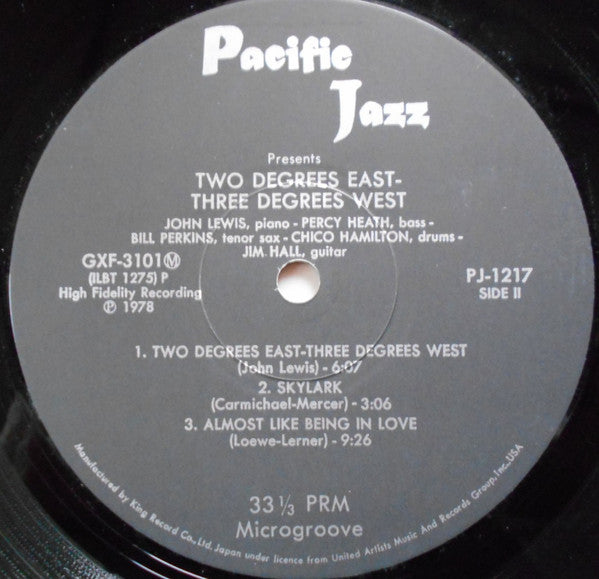 Pacific
Jazz
Presents
TWO DEGREES EAST-
THREE DEGREES WEST
JOHN LEWIS, piano - PERCY HEATH, bass -
BILL PERKINS, tenor sax - CHICO HAMILTON, drums -
JIM HALL, guitar
GXF-3101 Ⓜ
(ILBT 1275) P
High Fidelity Recording
℗ 1978
PJ-1217
SIDE II
1. TWO DEGREES EAST-THREE DEGREES WEST
(John Lewis) - 6:07
2. SKYLARK
(Carmichael-Mercer) - 3:06
3. ALMOST LIKE BEING IN LOVE
(Loewe-Lerner) - 9:26
33 ⅓ PRM
Microgroove
Manufactured by King Record Co., Ltd. Japan under licence from United Artists Music And Records Group, Inc., USA